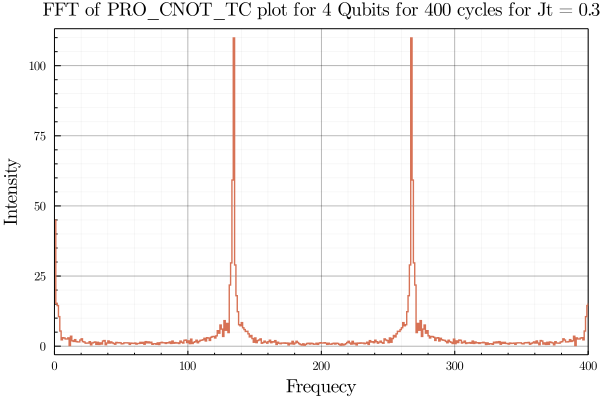 FFT of PRO_CNOT_TC plot for 4 Qubits for 400 cycles for Jt = 0.3
100
75
50
25
0
Intensity
0 100 200 300 400
Frequecy